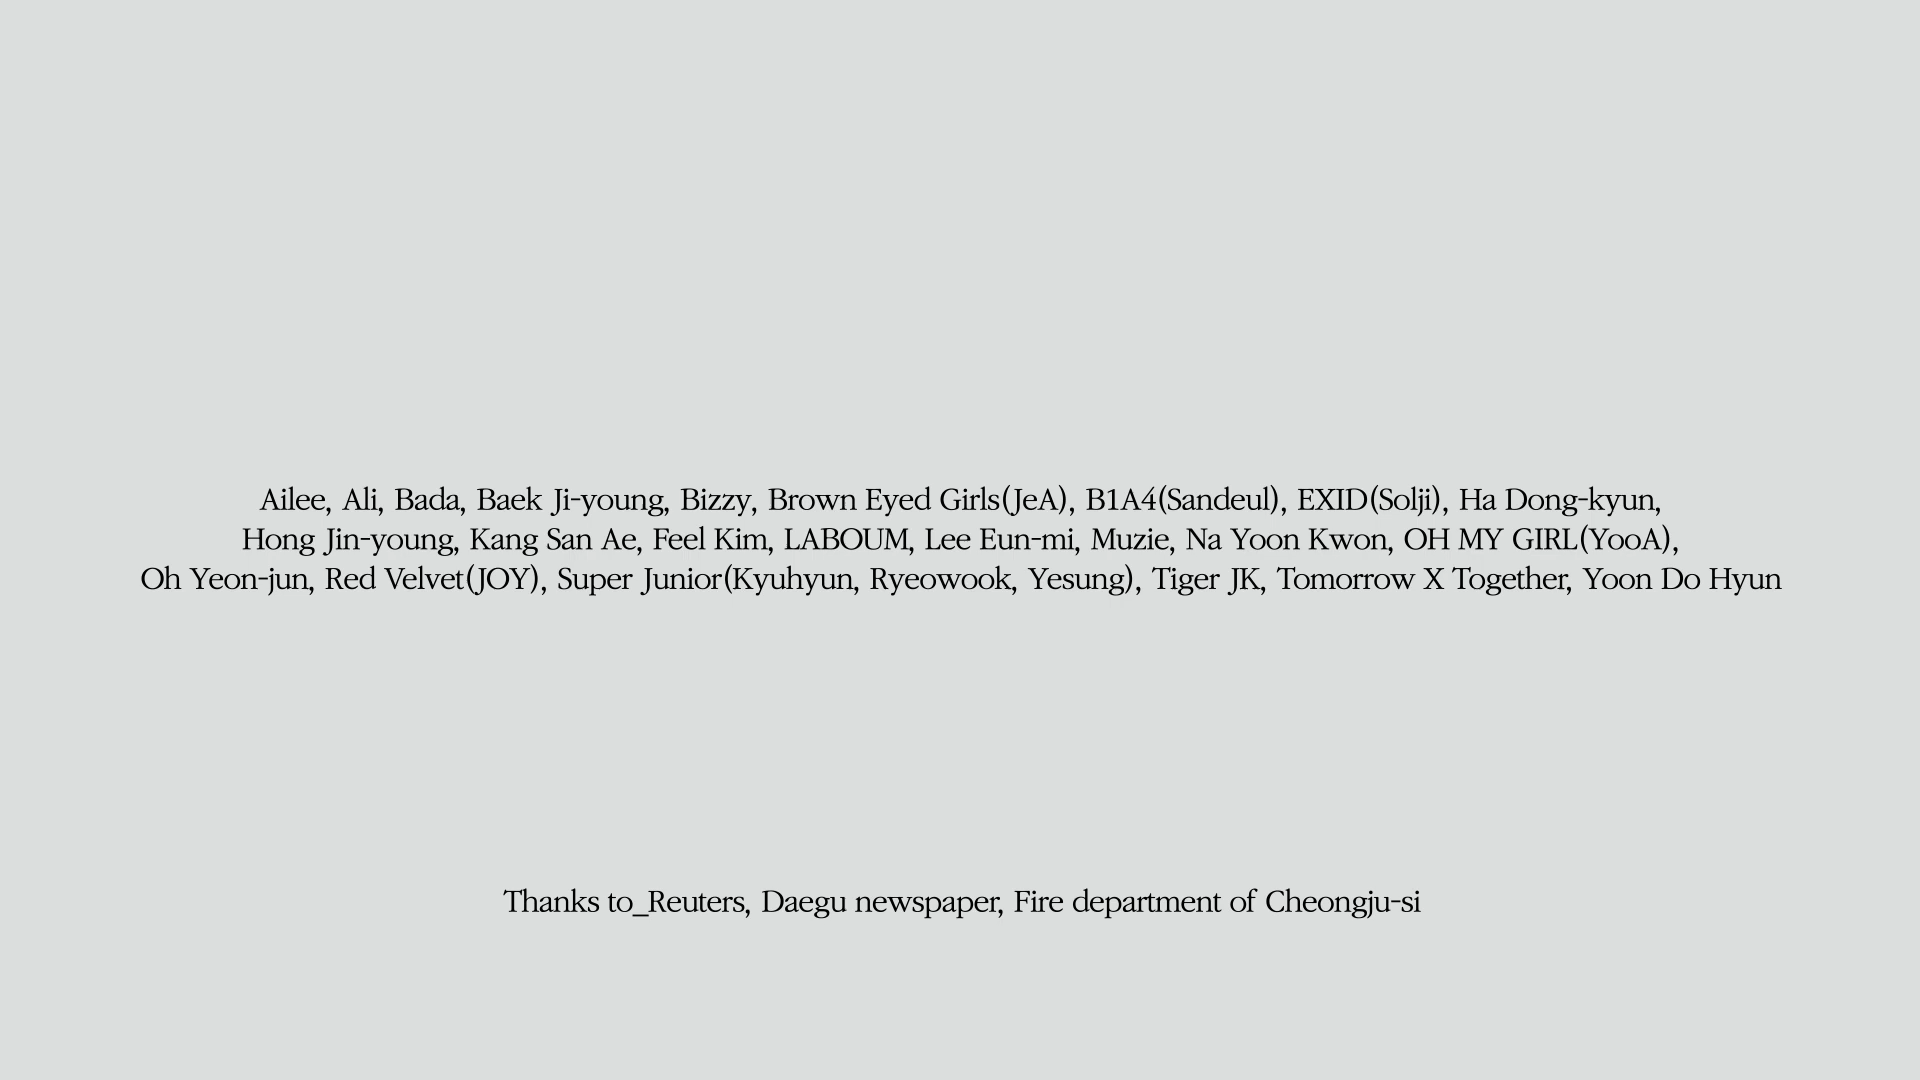 Ailee, Ali, Bada, Baek Ji-young, Bizzy, Brown Eyed Girls(JeA), B1A4(Sandeul), EXID(Solji), Ha Dong-kyun,
Hong Jin-young, Kang San Ae, Feel Kim, LABOUM, Lee Eun-mi, Muzie, Na Yoon Kwon, OH MY GIRL(YooA),
Oh Yeon-jun, Red Velvet(JOY), Super Junior(Kyuhyun, Ryeowook, Yesung), Tiger JK, Tomorrow X Together, Yoon Do Hyun
Thanks to_Reuters, Daegu newspaper, Fire department of Cheongju-si